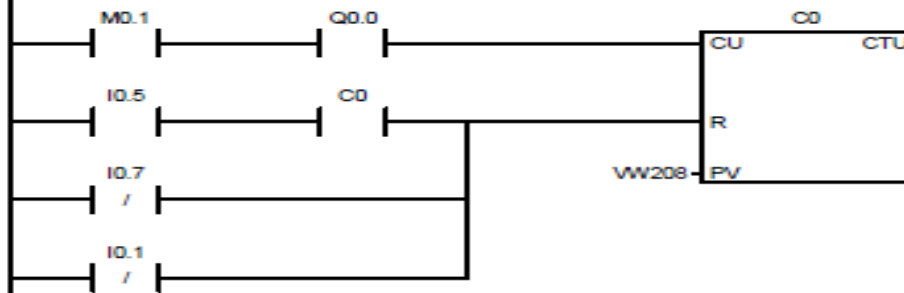 M0.1 Q0.0 C0
CU CTU
I0.5 C0
R
I0.7
/
VW208 PV
I0.1
/